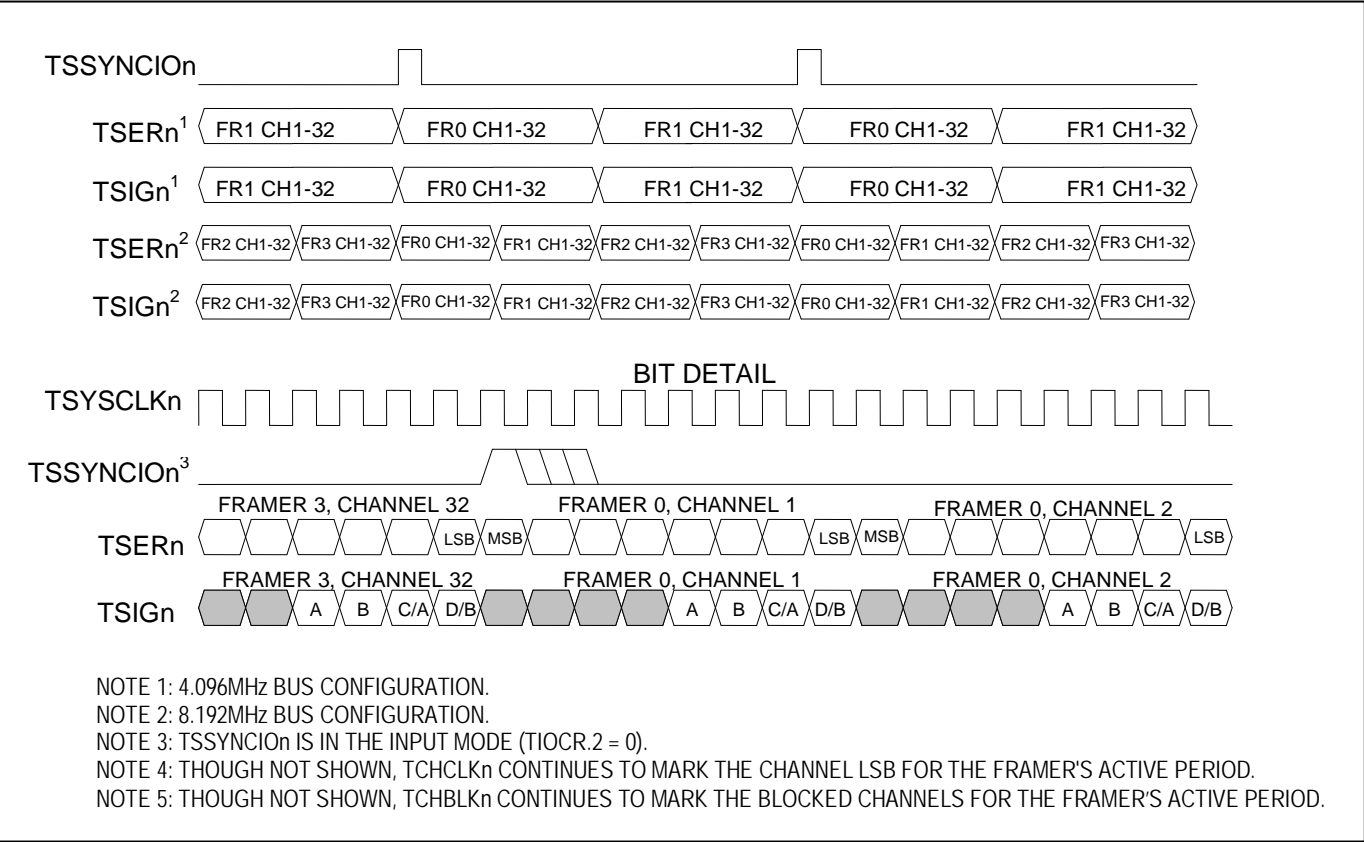 TSSYNCIOn
TSERn1 FR1 CH1-32 FR0 CH1-32 FR1 CH1-32 FR0 CH1-32 FR1 CH1-32
TSIGn1 FR1 CH1-32 FR0 CH1-32 FR1 CH1-32 FR0 CH1-32 FR1 CH1-32
TSERn2 FR2 CH1-32 FR3 CH1-32 FR0 CH1-32 FR1 CH1-32 FR2 CH1-32 FR3 CH1-32 FR0 CH1-32 FR1 CH1-32 FR2 CH1-32 FR3 CH1-32
TSIGn2 FR2 CH1-32 FR3 CH1-32 FR0 CH1-32 FR1 CH1-32 FR2 CH1-32 FR3 CH1-32 FR0 CH1-32 FR1 CH1-32 FR2 CH1-32 FR3 CH1-32
BIT DETAIL
TSYSCLKn
TSSYNCIOn3
FRAMER 3, CHANNEL 32 FRAMER 0, CHANNEL 1 FRAMER 0, CHANNEL 2
TSERn LSB MSB LSB MSB LSB
FRAMER 3, CHANNEL 32 FRAMER 0, CHANNEL 1 FRAMER 0, CHANNEL 2
TSIGn A B C/A D/B A B C/A D/B A B C/A D/B
NOTE 1: 4.096MHz BUS CONFIGURATION.
NOTE 2: 8.192MHz BUS CONFIGURATION.
NOTE 3: TSSYNCIOn IS IN THE INPUT MODE (TIOCR.2 = 0).
NOTE 4: THOUGH NOT SHOWN, TCHCLKn CONTINUES TO MARK THE CHANNEL LSB FOR THE FRAMER'S ACTIVE PERIOD.
NOTE 5: THOUGH NOT SHOWN, TCHBLKn CONTINUES TO MARK THE BLOCKED CHANNELS FOR THE FRAMER’S ACTIVE PERIOD.